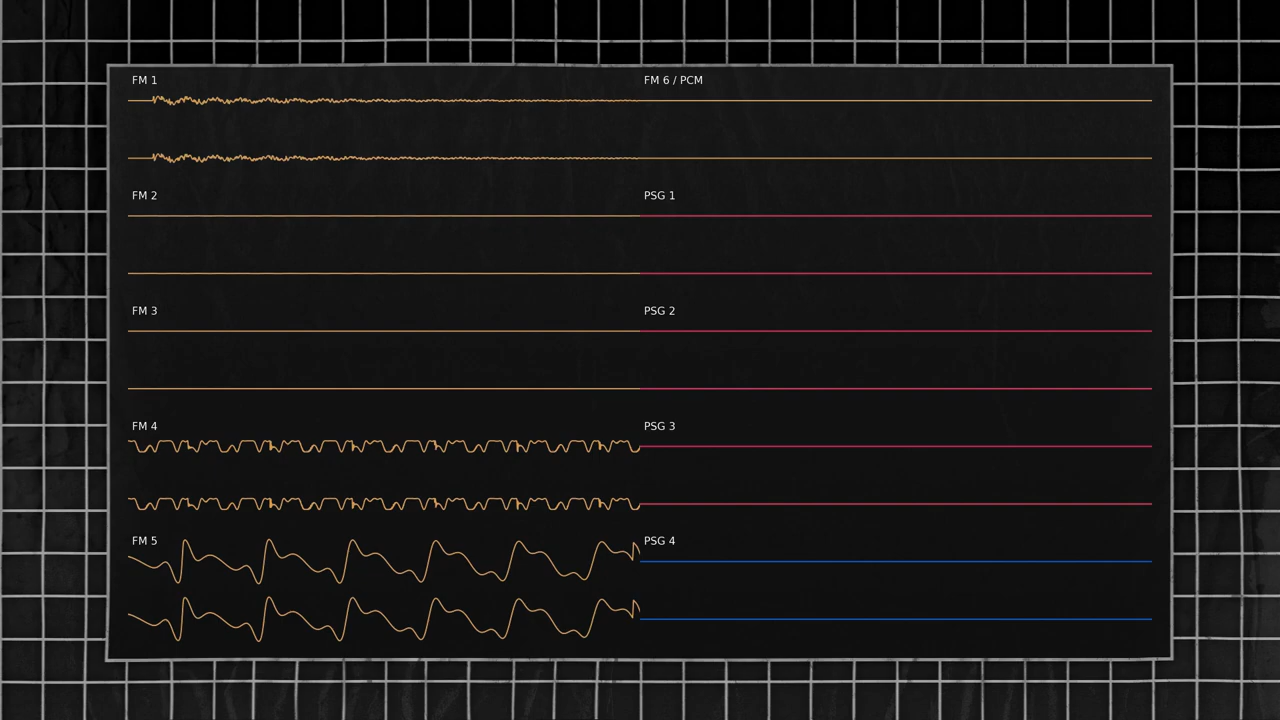 FM 1
FM 2
FM 3
FM 4
FM 5
FM 6 / PCM
PSG 1
PSG 2
PSG 3
PSG 4